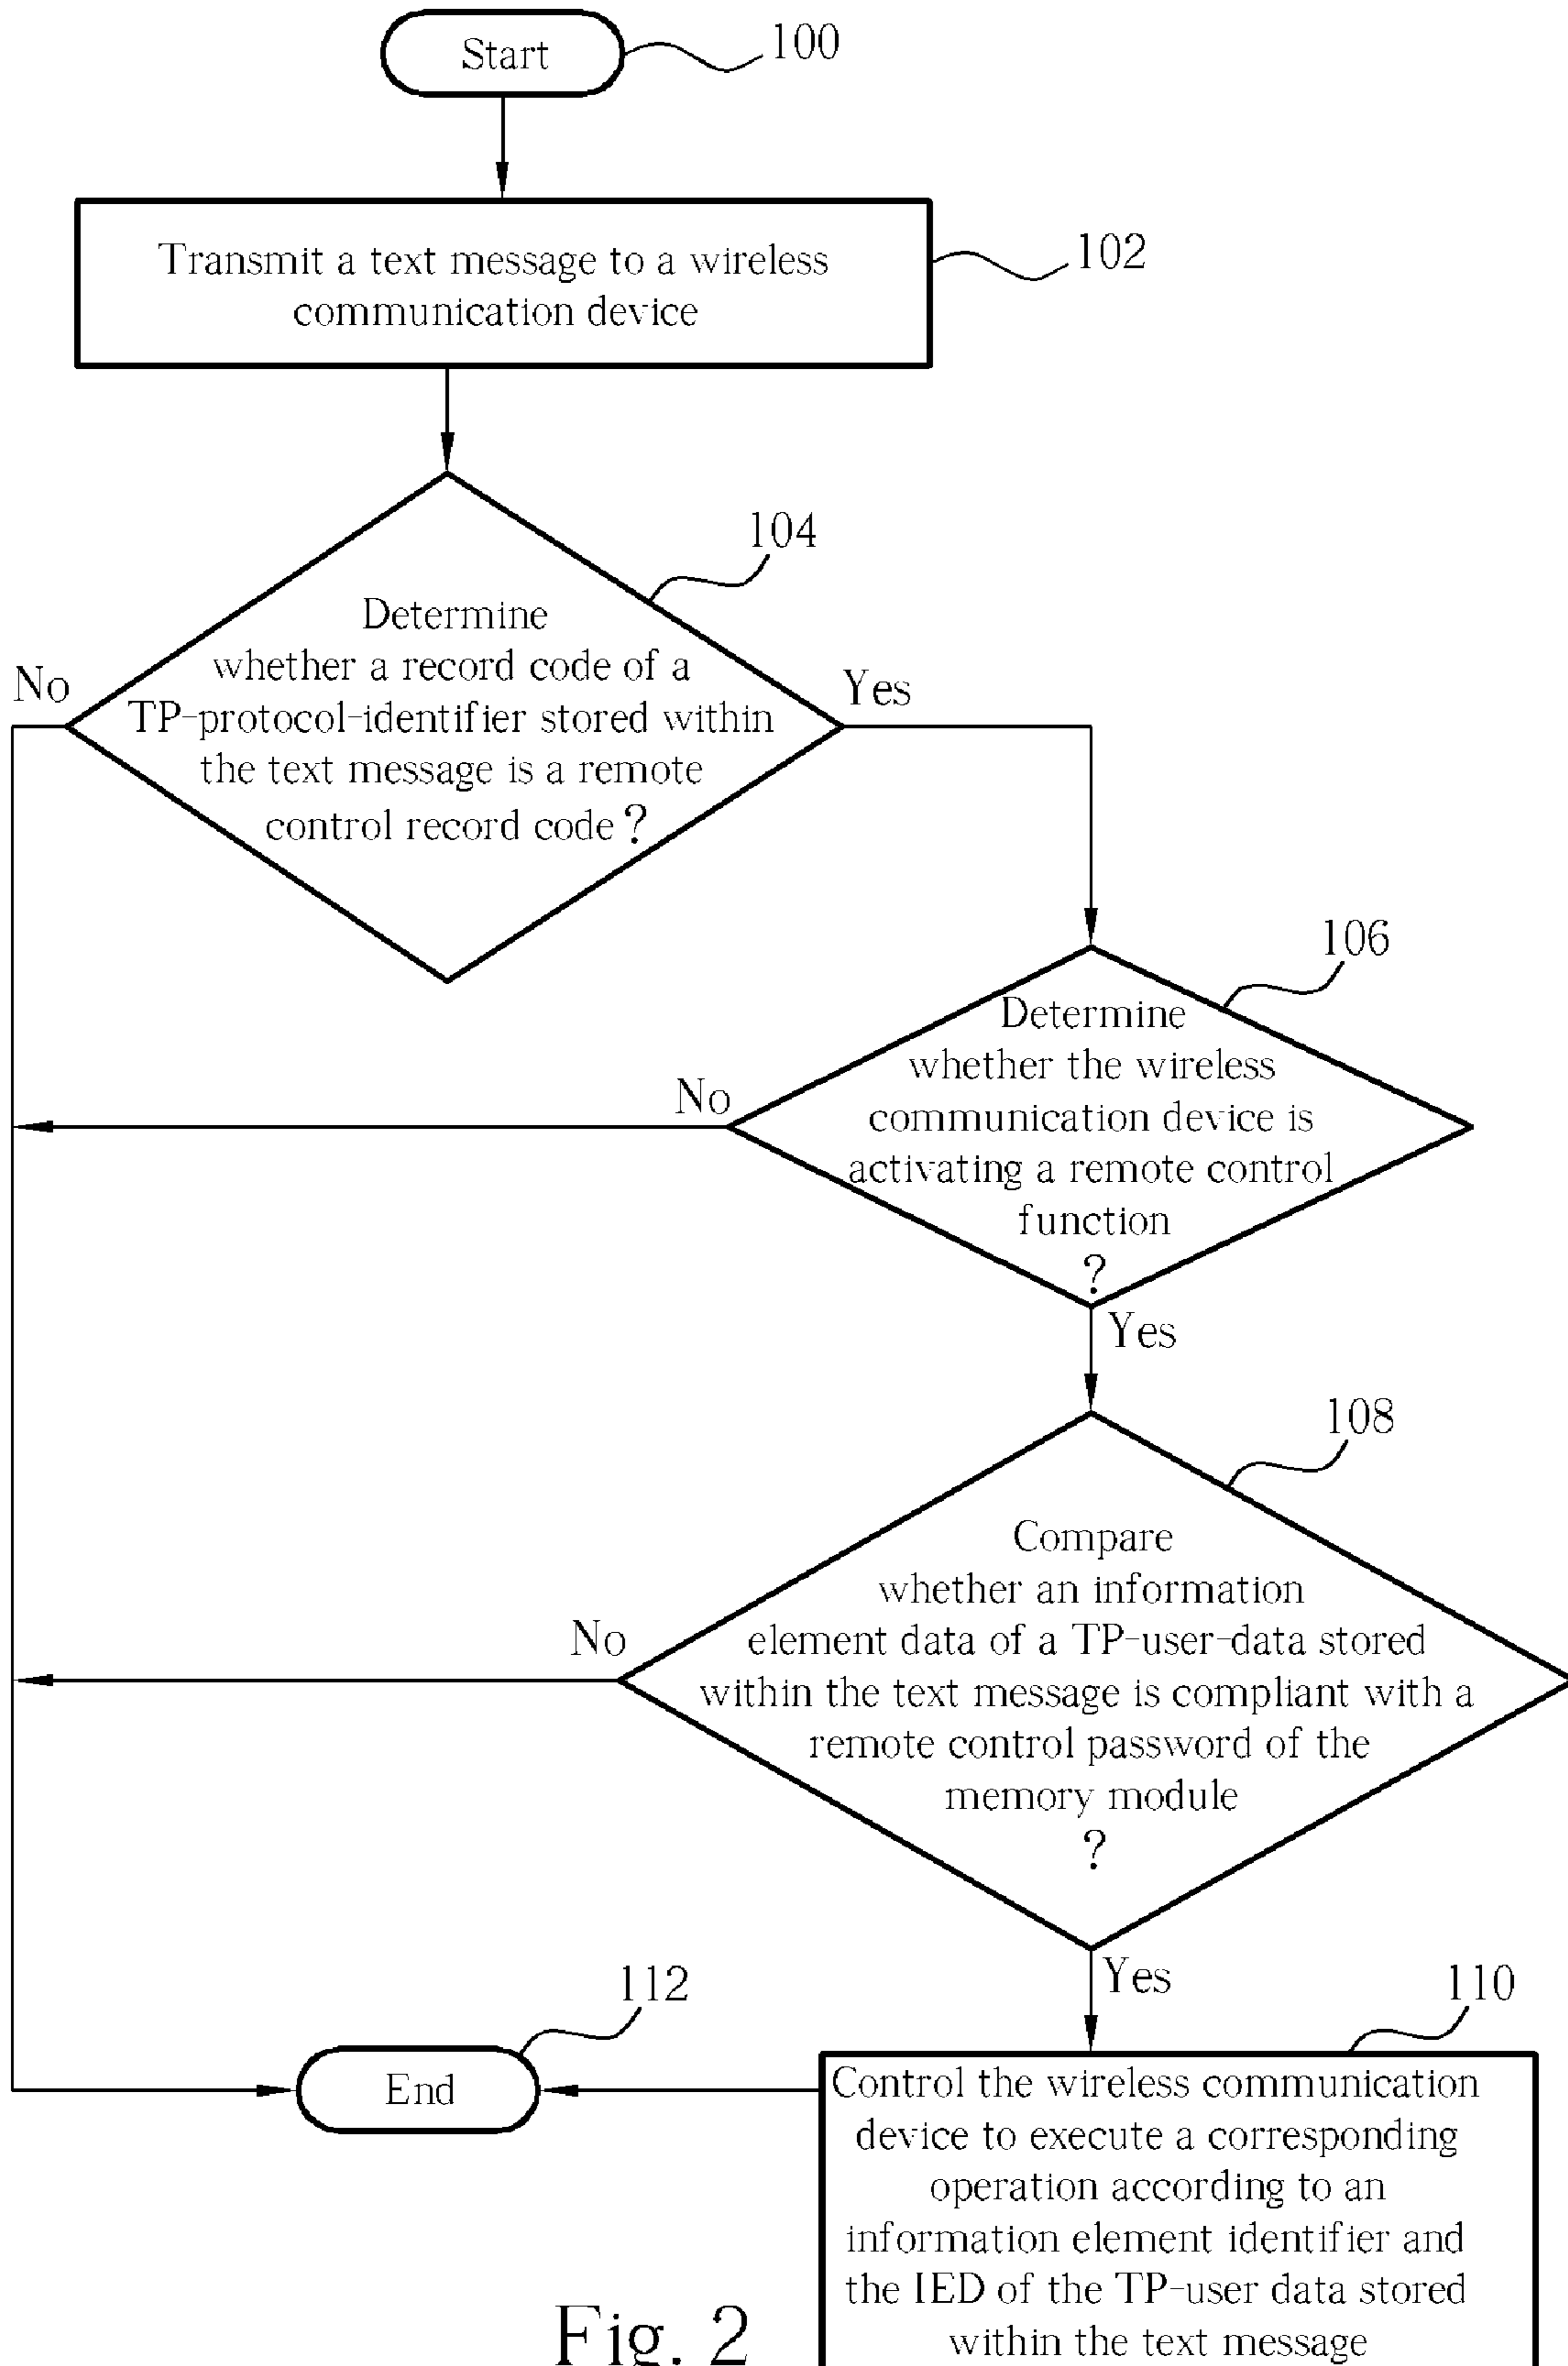 Start
100
Transmit a text message to a wireless
communication device
102
104
Determine
whether a record code of a
TP-protocol-identifier stored within
the text message is a remote
control record code?
No
Yes
106
Determine
whether the wireless
communication device is
activating a remote control
function
?
No
Yes
108
Compare
whether an information
element data of a TP-user-data stored
within the text message is compliant with a
remote control password of the
memory module
?
No
Yes
112
End
110
Control the wireless communication
device to execute a corresponding
operation according to an
information element identifier and
the IED of the TP-user data stored
within the text message
Fig. 2